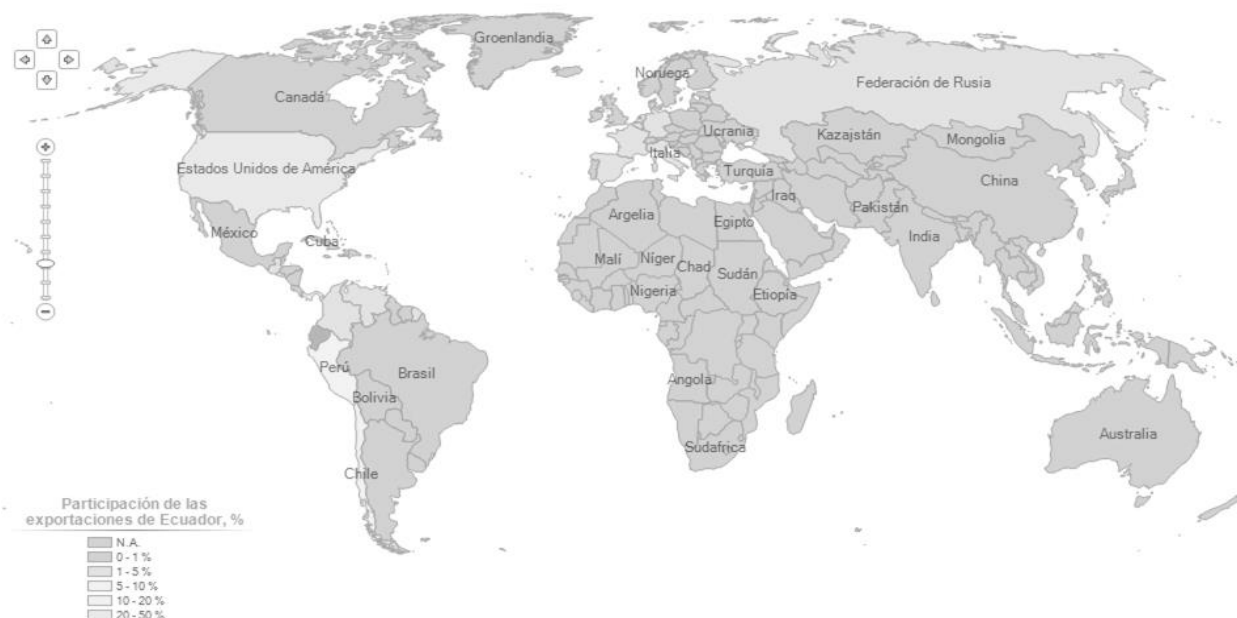 Groenlandia
Noruega
Federación de Rusia
Canadá
Ucrania
Kazajstán
Mongolia
Estados Unidos de América
Italia
Turquía
China
Iraq
Pakistán
Argelia
Egipto
México
Cuba
India
Malí
Níger
Chad
Sudán
Nigeria
Etiopía
Perú
Brasil
Angola
Bolivia
Australia
Sudafrica
Chile
Participación de las
exportaciones de Ecuador, %
N.A.
0 - 1 %
1 - 5 %
5 - 10 %
10 - 20 %
20 - 50 %